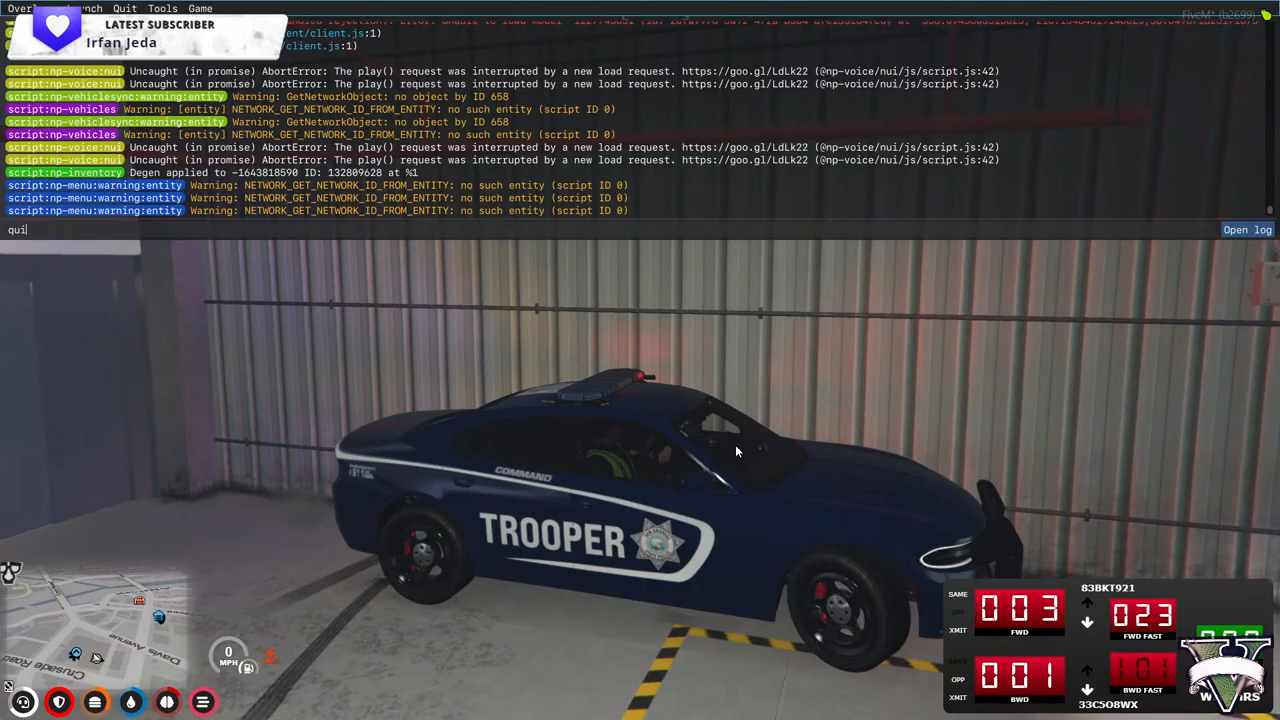 Quit Tools Game
FiveM* (b2699)
LATEST SUBSCRIBER
Irfan Jeda
ent/client.js:1)
/client.js:1)
script:np-voice:nui Uncaught (in promise) AbortError: The play() request was interrupted by a new load request. https://goo.gl/LdLk22 (@np-voice/nui/js/script.js:42)
script:np-voice:nui Uncaught (in promise) AbortError: The play() request was interrupted by a new load request. https://goo.gl/LdLk22 (@np-voice/nui/js/script.js:42)
script:np-vehiclesync:warning:entity Warning: GetNetworkObject: no object by ID 658
script:np-vehicles Warning: [entity] NETWORK_GET_NETWORK_ID_FROM_ENTITY: no such entity (script ID 0)
script:np-vehiclesync:warning:entity Warning: GetNetworkObject: no object by ID 658
script:np-vehicles Warning: [entity] NETWORK_GET_NETWORK_ID_FROM_ENTITY: no such entity (script ID 0)
script:np-voice:nui Uncaught (in promise) AbortError: The play() request was interrupted by a new load request. https://goo.gl/LdLk22 (@np-voice/nui/js/script.js:42)
script:np-voice:nui Uncaught (in promise) AbortError: The play() request was interrupted by a new load request. https://goo.gl/LdLk22 (@np-voice/nui/js/script.js:42)
script:np-inventory Degen applied to -1643818590 ID: 132809628 at %1
script:np-menu:warning:entity Warning: NETWORK_GET_NETWORK_ID_FROM_ENTITY: no such entity (script ID 0)
script:np-menu:warning:entity Warning: NETWORK_GET_NETWORK_ID_FROM_ENTITY: no such entity (script ID 0)
script:np-menu:warning:entity Warning: NETWORK_GET_NETWORK_ID_FROM_ENTITY: no such entity (script ID 0)
qui
Open log
COMMAND
TROOPER
Davis Avenue
Crusade Road
0
MPH
83BKT921
SAME
OPP
XMIT
003
FWD
023
FWD FAST
SAME
OPP
XMIT
001
BWD
101
BWD FAST
33C5O8WX